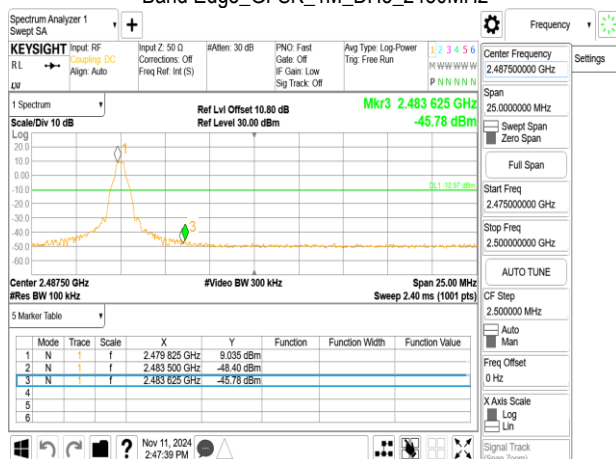 Band Edge_GFSK_1M_DH5_2480MHz
Spectrum Analyzer 1
Swept SA
+
Frequency
KEYSIGHT
RL
Input: RF
Coupling: DC
Align: Auto
Input Z: 50 Ω
Corrections: Off
Freq Ref: Int (S)
#Atten: 30 dB
PNO: Fast
Gate: Off
IF Gain: Low
Sig Track: Off
Avg Type: Log-Power
Trig: Free Run
1 2 3 4 5 6
M W W W W W
P N N N N N
Center Frequency
2.487500000 GHz
Settings
Span
25.0000000 MHz
Swept Span
Zero Span
Full Span
Start Freq
2.475000000 GHz
Stop Freq
2.500000000 GHz
AUTO TUNE
CF Step
2.500000 MHz
Auto
Man
Freq Offset
0 Hz
X Axis Scale
Log
Lin
Signal Track
(Span Zoom)
1 Spectrum
Scale/Div 10 dB
Ref Lvl Offset 10.80 dB
Ref Level 30.00 dBm
Mkr3 2.483 625 GHz
-45.78 dBm
Log
20.0
10.0
0.00
-10.0
-20.0
-30.0
-40.0
-50.0
-60.0
1
3
DL1 -10.97 dBm
Center 2.48750 GHz
#Video BW 300 kHz
Span 25.00 MHz
#Res BW 100 kHz
Sweep 2.40 ms (1001 pts)
5 Marker Table
Mode Trace Scale X Y Function Function Width Function Value
1 N 1 f 2.479 825 GHz 9.035 dBm
2 N 1 f 2.483 500 GHz -48.40 dBm
3 N 1 f 2.483 625 GHz -45.78 dBm
4
5
6
?
Nov 11, 2024
2:47:39 PM